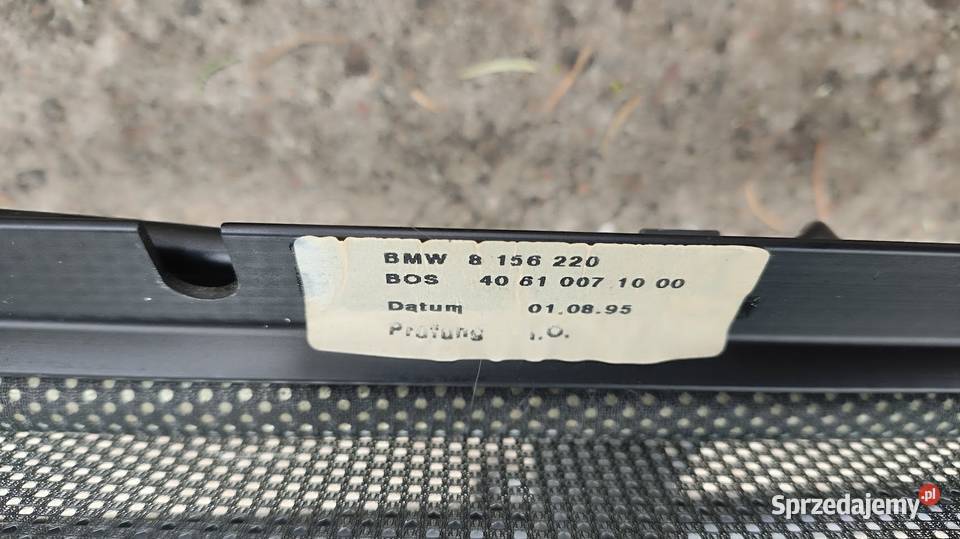 BMW 8 156 220
BOS 40 61 007 10 00
Datum 01.08.95
Prüfung i.O.
Sprzedajemy.pl